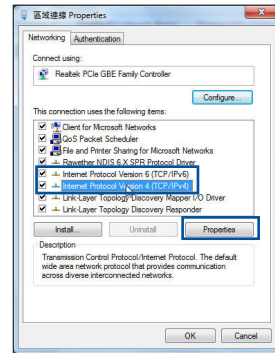 區域連線 Properties
Networking Authentication
Connect using:
Realtek PCIe GBE Family Controller
Configure...
This connection uses the following items:
Client for Microsoft Networks
QoS Packet Scheduler
File and Printer Sharing for Microsoft Networks
Rawether NDIS 6.X SPR Protocol Driver
Internet Protocol Version 6 (TCP/IPv6)
Internet Protocol Version 4 (TCP/IPv4)
Link-Layer Topology Discovery Mapper I/O Driver
Link-Layer Topology Discovery Responder
Install... Uninstall Properties
Description
Transmission Control Protocol/Internet Protocol. The default
wide area network protocol that provides communication
across diverse interconnected networks.
OK Cancel